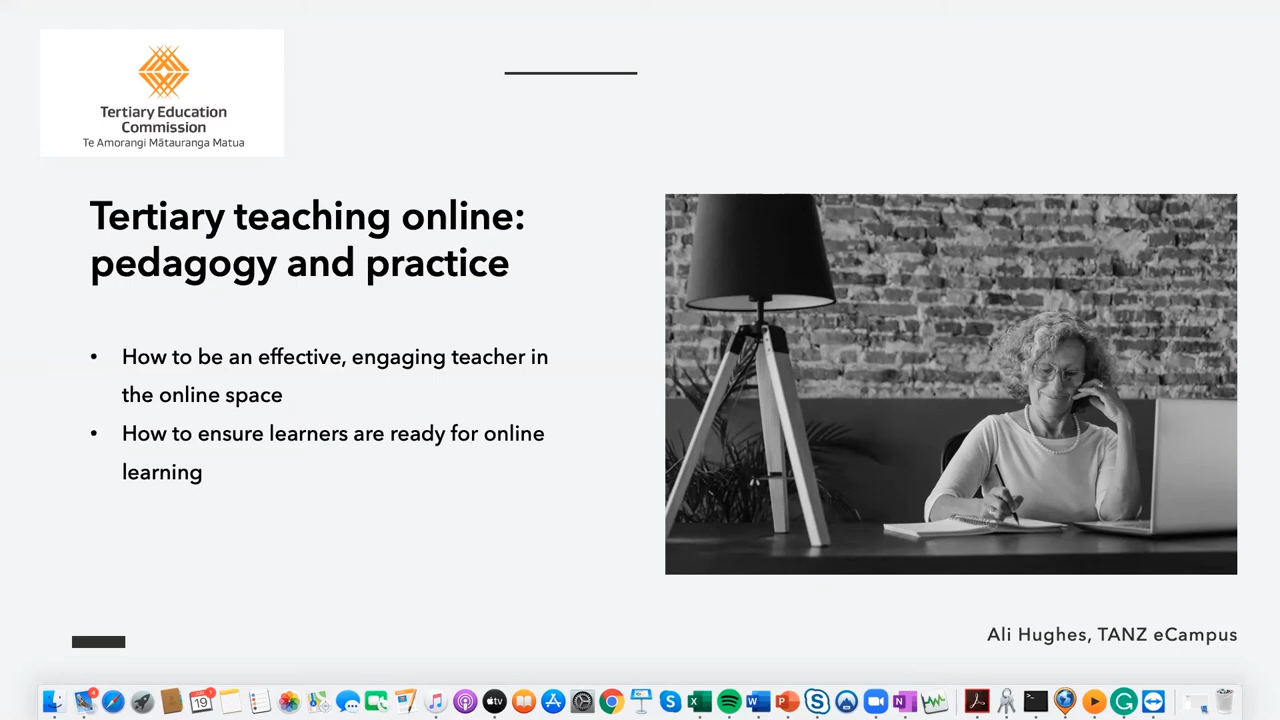 Tertiary Education
Commission
Te Amorangi Mātauranga Matua
Tertiary teaching online:
pedagogy and practice
• How to be an effective, engaging teacher in
the online space
• How to ensure learners are ready for online
learning
Ali Hughes, TANZ eCampus
19